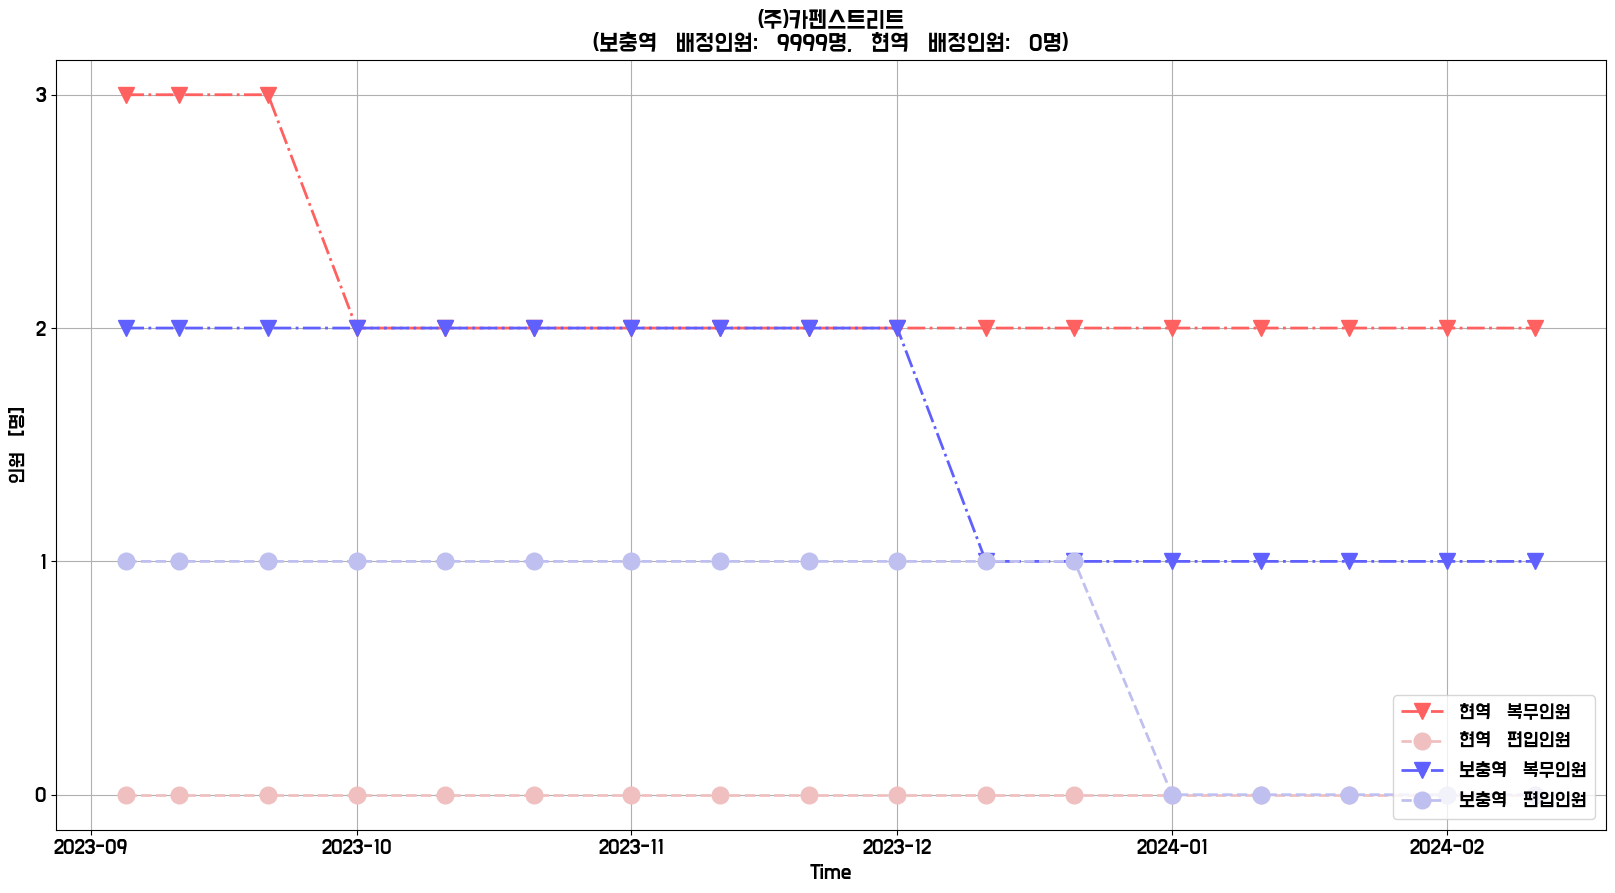 (주)카펜스트리트
(보충역 배정인원: 9999명, 현역 배정인원: 0명)
인원 [명]
3
2
1
0
2023-09
2023-10
2023-11
2023-12
2024-01
2024-02
Time
현역 복무인원
현역 편입인원
보충역 복무인원
보충역 편입인원